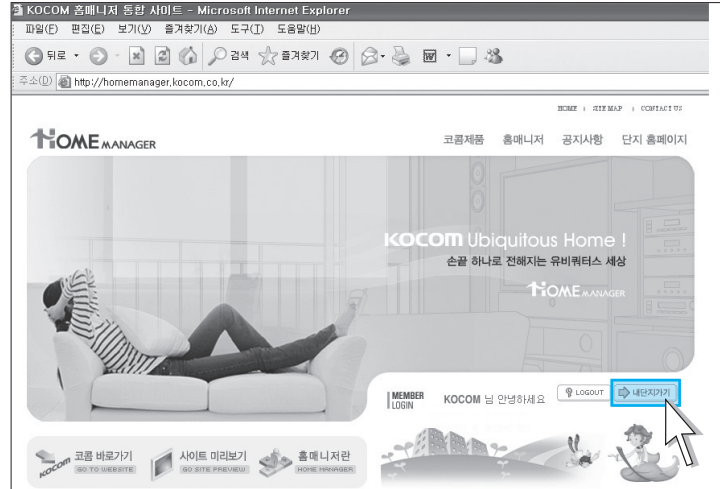 KOCOM 홈매니저 통합 사이트 - Microsoft Internet Explorer
파일(F) 편집(E) 보기(V) 즐겨찾기(A) 도구(T) 도움말(H)
뒤로 검색 즐겨찾기
주소(D) http://homemanager.kocom.co.kr/
HOME | SITE MAP | CONTACT US
HOME MANAGER
코콤제품 홈매니저 공지사항 단지 홈페이지
KOCOM Ubiquitous Home !
손끝 하나로 전해지는 유비쿼터스 세상
HOME MANAGER
MEMBER LOGIN
KOCOM 님 안녕하세요 LOGOUT 내단지가기
KOCOM 코콤 바로가기 사이트 미리보기 홈매니저란
GO TO WEBSITE GO SITE PREVIEW HOME MANAGER